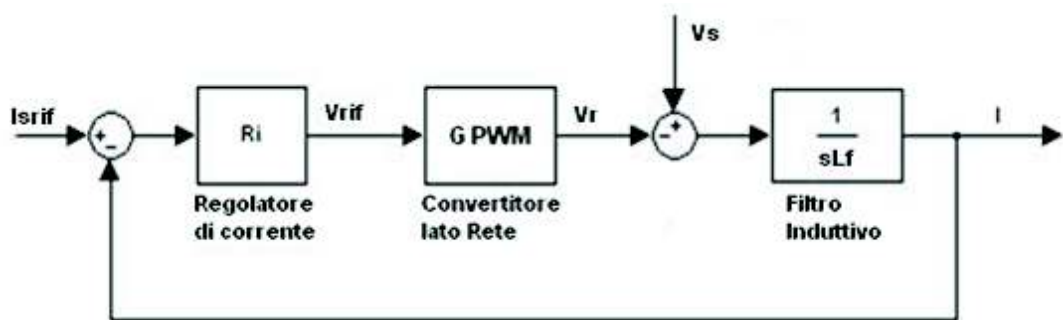 Vs
Isrif
+
-
Ri
Vrif
G PWM
Vr
- +
1
sLf
I
Regolatore
di corrente
Convertitore
lato Rete
Filtro
Induttivo